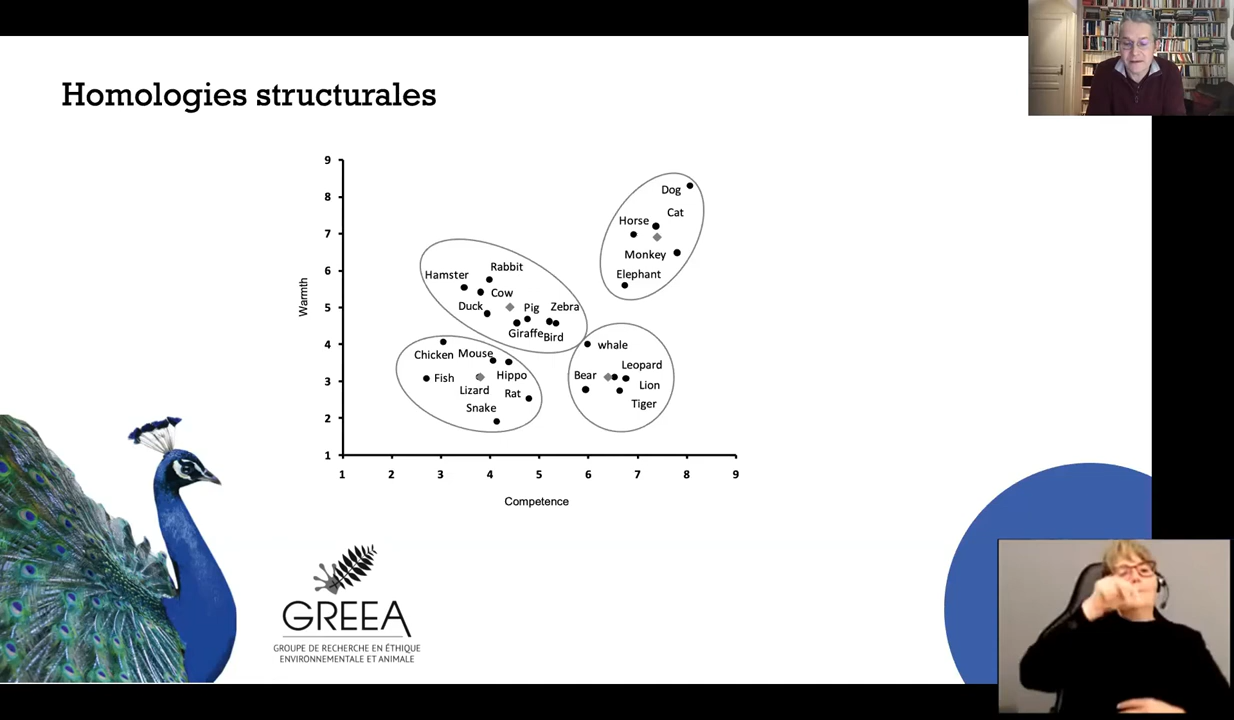 Homologies structurales
9
8
7
6
5
4
3
2
1
Warmth
Dog
Cat
Horse
Monkey
Elephant
Rabbit
Hamster
Cow
Duck
Pig
Zebra
Giraffe
Bird
Chicken
Mouse
Fish
Hippo
Lizard
Rat
Snake
whale
Leopard
Bear
Lion
Tiger
1 2 3 4 5 6 7 8 9
Competence
GREEA
GROUPE DE RECHERCHE EN ÉTHIQUE
ENVIRONNEMENTALE ET ANIMALE